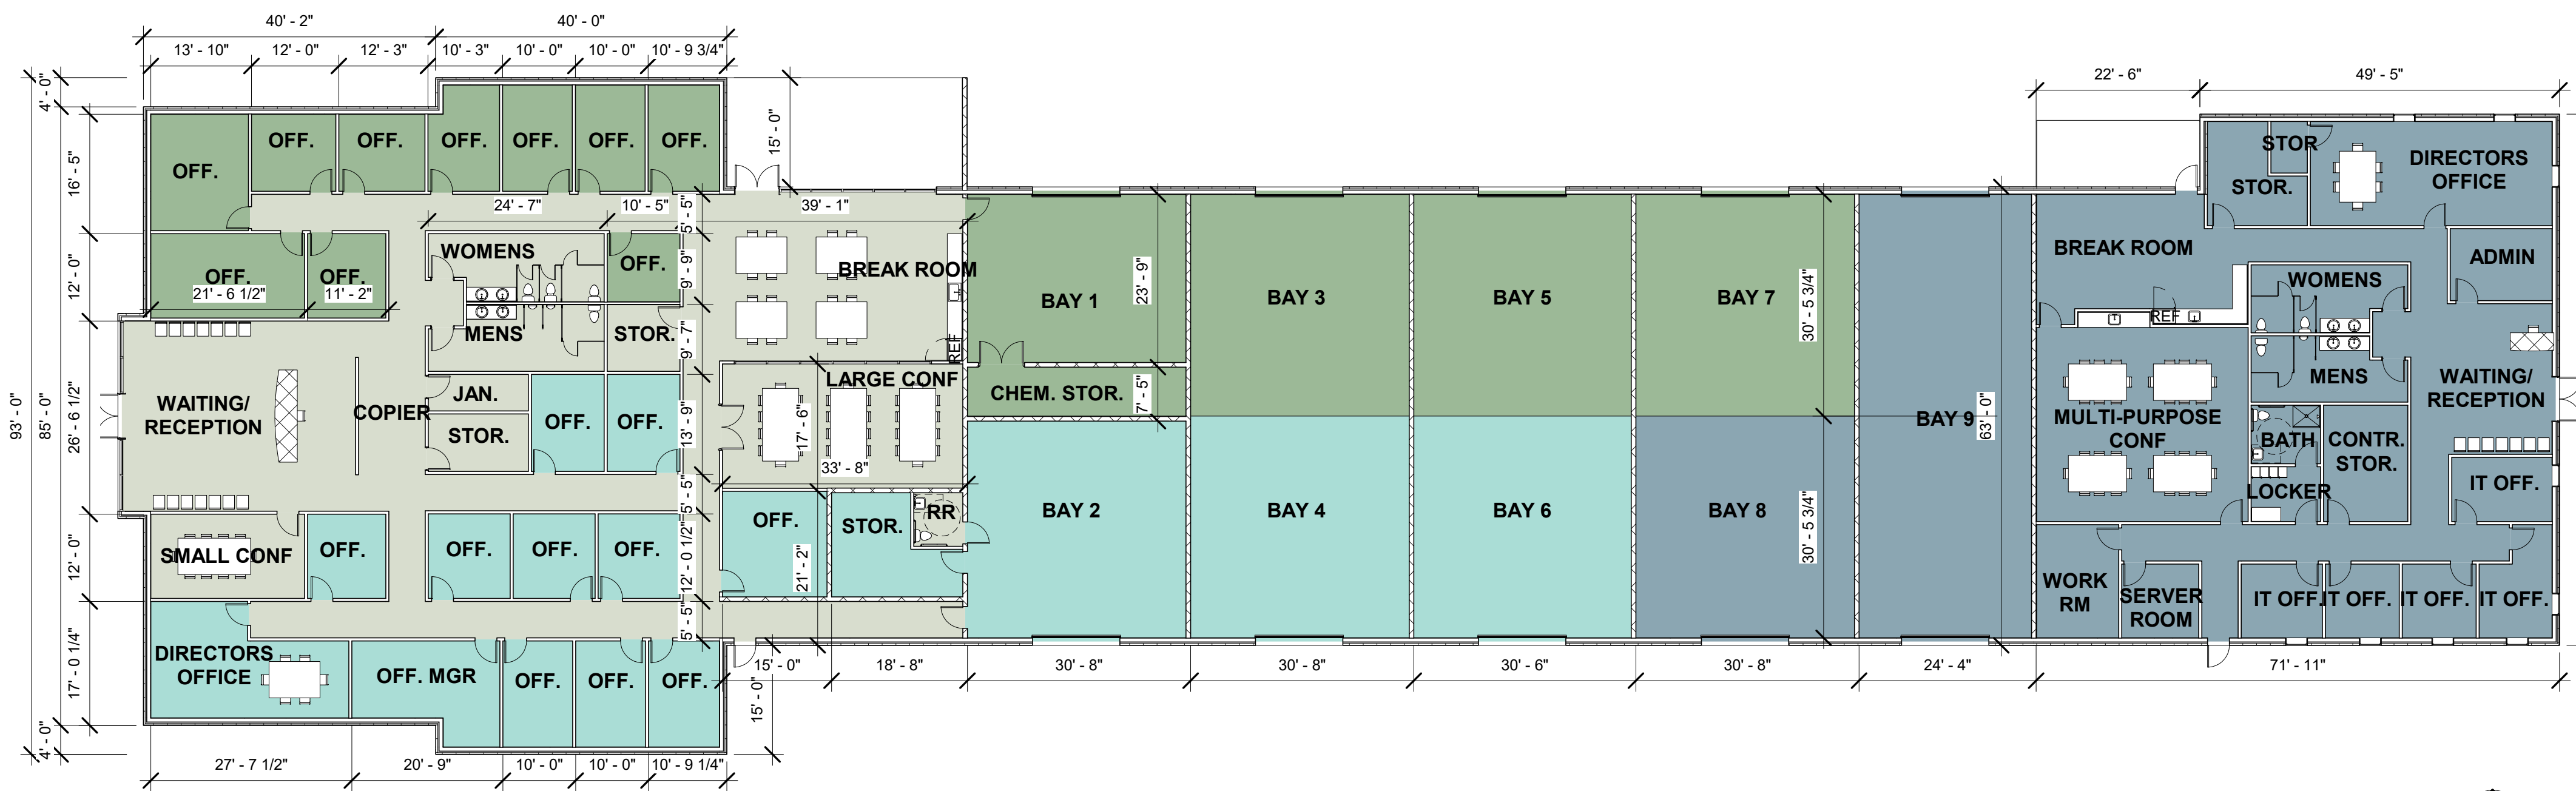 40' - 2"
40' - 0"
13' - 10"
12' - 0"
12' - 3"
10' - 3"
10' - 0"
10' - 0"
10' - 9 3/4"
22' - 6"
49' - 5"
4' - 0"
93' - 0"
85' - 0"
16' - 5"
12' - 0"
26' - 6 1/2"
12' - 0"
17' - 0 1/4"
4' - 0"
OFF.
OFF.
OFF.
OFF.
OFF.
OFF.
OFF.
15' - 0"
24' - 7"
10' - 5"
5' - 5"
39' - 1"
OFF.
21' - 6 1/2"
OFF.
11' - 2"
WOMENS
OFF.
9' - 9"
BREAK ROOM
REF
MENS
STOR.
9' - 7"
WAITING/
RECEPTION
COPIER
JAN.
STOR.
OFF.
OFF.
13' - 9"
LARGE CONF
17' - 6"
33' - 8"
5' - 5"
SMALL CONF
OFF.
OFF.
OFF.
OFF.
12' - 0 1/2"
OFF.
21' - 2"
STOR.
RR
5' - 5"
DIRECTORS
OFFICE
OFF. MGR
OFF.
OFF.
OFF.
15' - 0"
18' - 8"
15' - 0"
27' - 7 1/2"
20' - 9"
10' - 0"
10' - 0"
10' - 9 1/4"
BAY 1
23' - 9"
CHEM. STOR.
7' - 5"
BAY 2
BAY 3
BAY 4
BAY 5
BAY 6
BAY 7
30' - 5 3/4"
BAY 8
30' - 5 3/4"
BAY 9
63' - 0"
30' - 8"
30' - 8"
30' - 6"
30' - 8"
24' - 4"
71' - 11"
STOR
STOR.
DIRECTORS
OFFICE
BREAK ROOM
REF
ADMIN
WOMENS
MENS
WAITING/
RECEPTION
MULTI-PURPOSE
CONF
BATH
CONTR.
STOR.
LOCKER
IT OFF.
WORK
RM
SERVER
ROOM
IT OFF.
IT OFF.
IT OFF.
IT OFF.